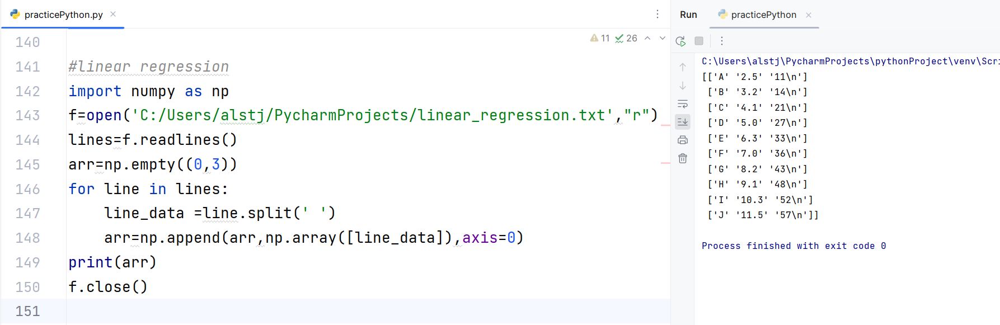 practicePython.py
11 26
140
141 #linear regression
142 import numpy as np
143 f=open('C:/Users/alstj/PycharmProjects/linear_regression.txt',"r")
144 lines=f.readlines()
145 arr=np.empty((0,3))
146 for line in lines:
147     line_data =line.split(' ')
148     arr=np.append(arr,np.array([line_data]),axis=0)
149 print(arr)
150 f.close()
151
Run practicePython
C:\Users\alstj\PycharmProjects\pythonProject\venv\Scri
[['A' '2.5' '11\n']
 ['B' '3.2' '14\n']
 ['C' '4.1' '21\n']
 ['D' '5.0' '27\n']
 ['E' '6.3' '33\n']
 ['F' '7.0' '36\n']
 ['G' '8.2' '43\n']
 ['H' '9.1' '48\n']
 ['I' '10.3' '52\n']
 ['J' '11.5' '57\n']]
Process finished with exit code 0